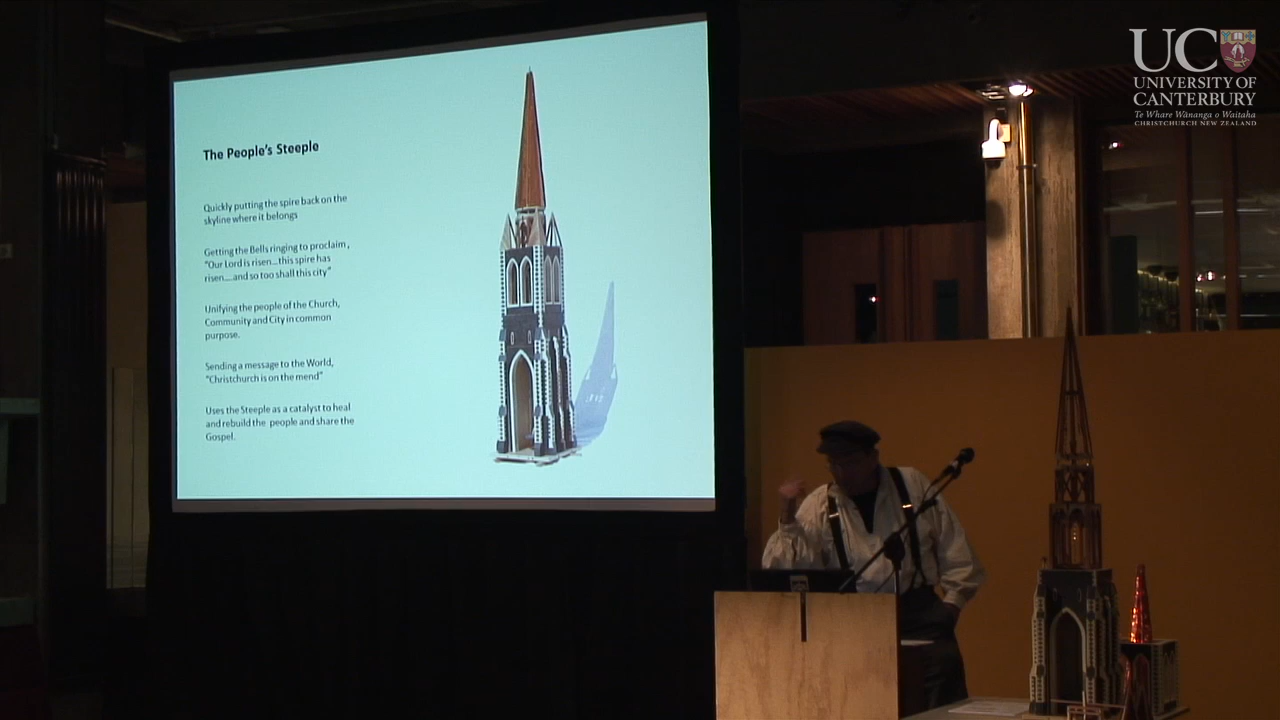 The People's Steeple
Quickly putting the spire back on the
skyline where it belongs
Getting the Bells ringing to proclaim ,
"Our Lord is risen...this spire has
risen.....and so too shall this city"
Unifying the people of the Church,
Community and City in common
purpose.
Sending a message to the World,
"Christchurch is on the mend"
Uses the Steeple as a catalyst to heal
and rebuild the people and share the
Gospel.
UC
UNIVERSITY OF
CANTERBURY
Te Whare Wānanga o Waitaha
CHRISTCHURCH NEW ZEALAND